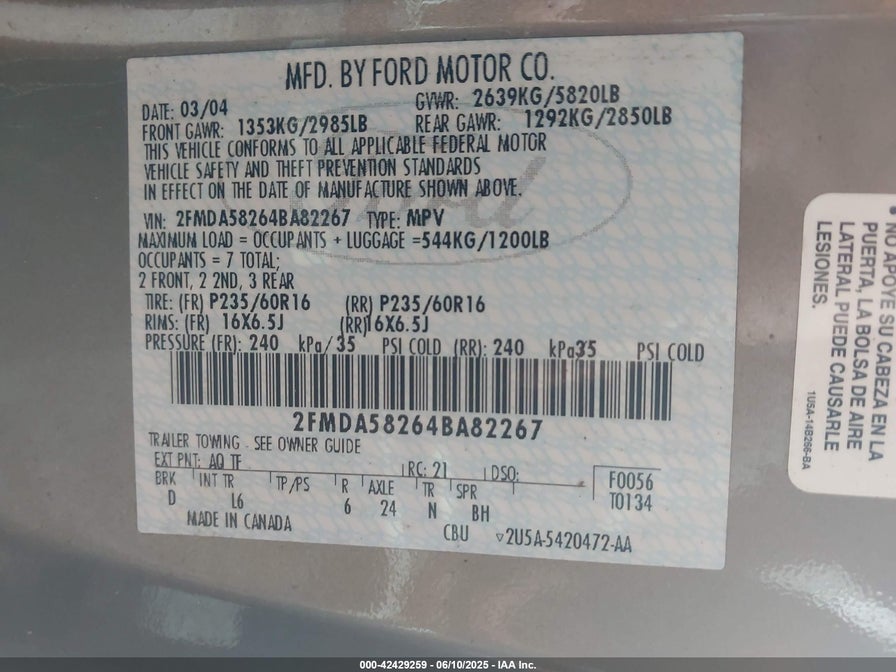 MFD. BY FORD MOTOR CO.
DATE: 03/04 GVWR: 2639KG/5820LB
FRONT GAWR: 1353KG/2985LB REAR GAWR: 1292KG/2850LB
THIS VEHICLE CONFORMS TO ALL APPLICABLE FEDERAL MOTOR
VEHICLE SAFETY AND THEFT PREVENTION STANDARDS
IN EFFECT ON THE DATE OF MANUFACTURE SHOWN ABOVE.
VIN: 2FMDA58264BA82267 TYPE: MPV
MAXIMUM LOAD = OCCUPANTS + LUGGAGE =544KG/1200LB
OCCUPANTS = 7 TOTAL;
2 FRONT, 2 2ND, 3 REAR
TIRE: (FR) P235/60R16 (RR) P235/60R16
RIMS: (FR) 16X6.5J (RR)16X6.5J
PRESSURE (FR): 240 kPa/35 PSI COLD (RR): 240 kPa35 PSI COLD
2FMDA58264BA82267
TRAILER TOWING - SEE OWNER GUIDE
EXT PNT: AQ TF RC: 21 DSO: F0056
BRK INT TR TP/PS R AXLE TR SPR T0134
D L6 6 24 N BH
MADE IN CANADA CBU ▽2U5A-5420472-AA
Ford
• NO APOYE SU CABEZA EN LA
PUERTA, LA BOLSA DE AIRE
LATERAL PUEDE CAUSARLE
LESIONES.
1U5A-14B266-BA
000-42429259 - 06/10/2025 - IAA Inc.